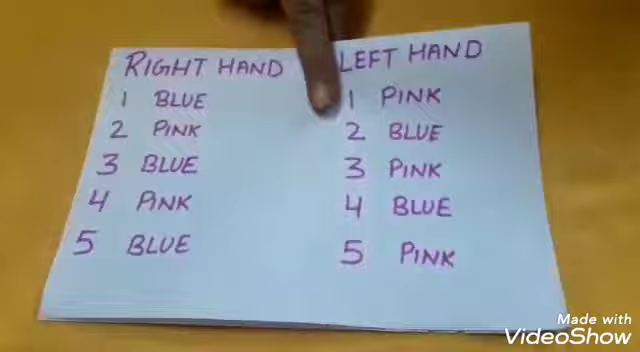 RIGHT HAND
1 BLUE
2 PINK
3 BLUE
4 PINK
5 BLUE
LEFT HAND
1 PINK
2 BLUE
3 PINK
4 BLUE
5 PINK
Made with
VideoShow